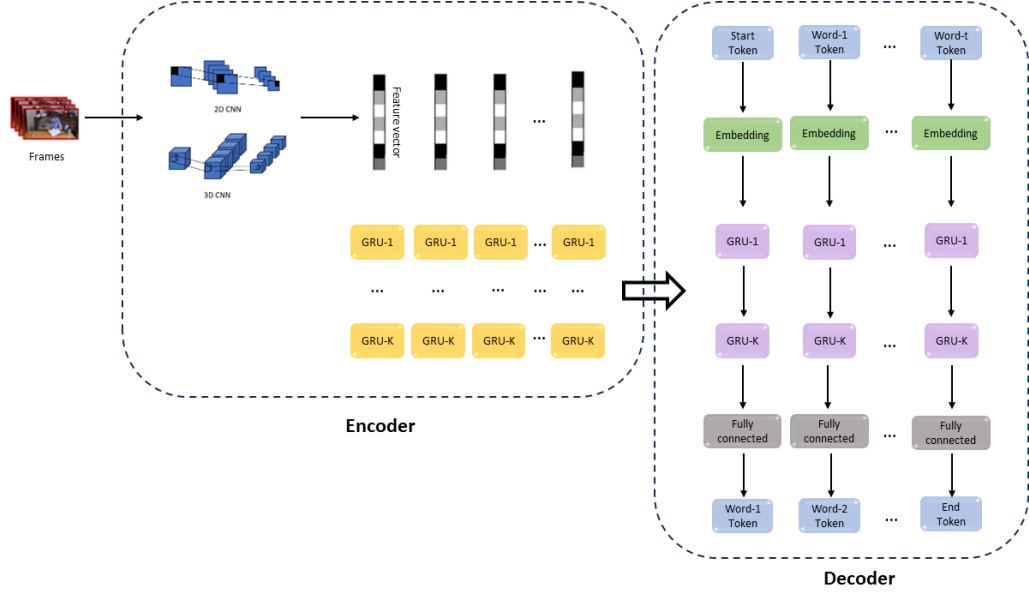 Frames
2D CNN
3D CNN
Feature vector
...
GRU-1 GRU-1 GRU-1 ... GRU-1
... ... ... ... ...
GRU-K GRU-K GRU-K ... GRU-K
Encoder
Start Token Word-1 Token ... Word-t Token
Embedding Embedding ... Embedding
GRU-1 GRU-1 ... GRU-1
GRU-K GRU-K ... GRU-K
Fully connected Fully connected ... Fully connected
Word-1 Token Word-2 Token ... End Token
Decoder